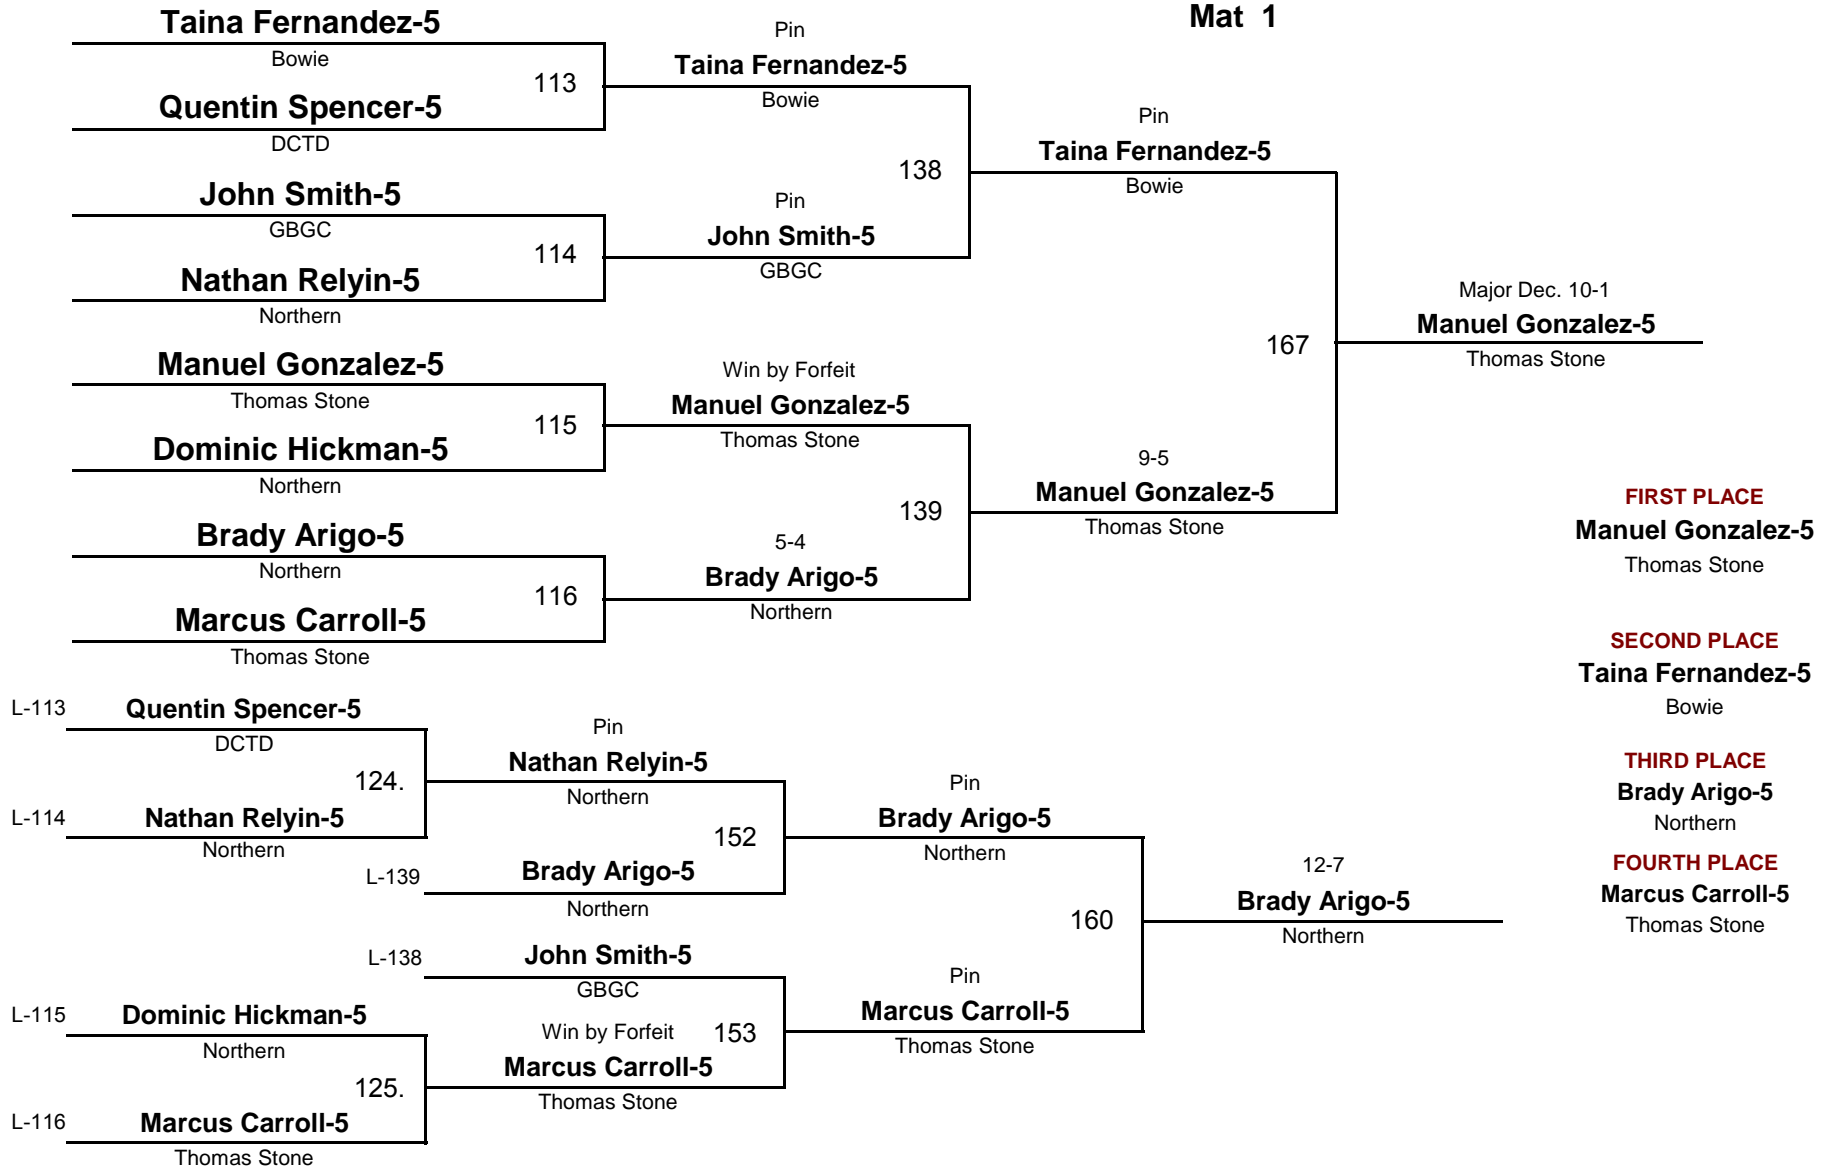 Mat 1
Taina Fernandez-5
Bowie
113
Quentin Spencer-5
DCTD
John Smith-5
GBGC
114
Nathan Relyin-5
Northern
Manuel Gonzalez-5
Thomas Stone
115
Dominic Hickman-5
Northern
Brady Arigo-5
Northern
116
Marcus Carroll-5
Thomas Stone
Pin
Taina Fernandez-5
Bowie
138
Pin
John Smith-5
GBGC
Win by Forfeit
Manuel Gonzalez-5
Thomas Stone
139
5-4
Brady Arigo-5
Northern
Pin
Taina Fernandez-5
Bowie
167
9-5
Manuel Gonzalez-5
Thomas Stone
Major Dec. 10-1
Manuel Gonzalez-5
Thomas Stone
L-113
Quentin Spencer-5
DCTD
124.
L-114
Nathan Relyin-5
Northern
Pin
Nathan Relyin-5
Northern
152
L-139
Brady Arigo-5
Northern
L-138
John Smith-5
GBGC
L-115
Dominic Hickman-5
Northern
125.
L-116
Marcus Carroll-5
Thomas Stone
Win by Forfeit
153
Marcus Carroll-5
Thomas Stone
Pin
Brady Arigo-5
Northern
160
Pin
Marcus Carroll-5
Thomas Stone
12-7
Brady Arigo-5
Northern
FIRST PLACE
Manuel Gonzalez-5
Thomas Stone
SECOND PLACE
Taina Fernandez-5
Bowie
THIRD PLACE
Brady Arigo-5
Northern
FOURTH PLACE
Marcus Carroll-5
Thomas Stone